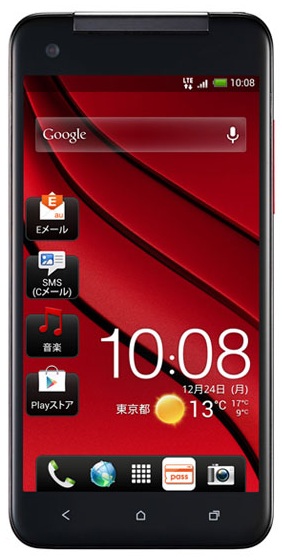 LTE 10:08
Google
E au
Eメール
SMS
(Cメール)
音楽
Playストア
10:08
12月24日 (月)
東京都 13°C 17°C
9°C
pass